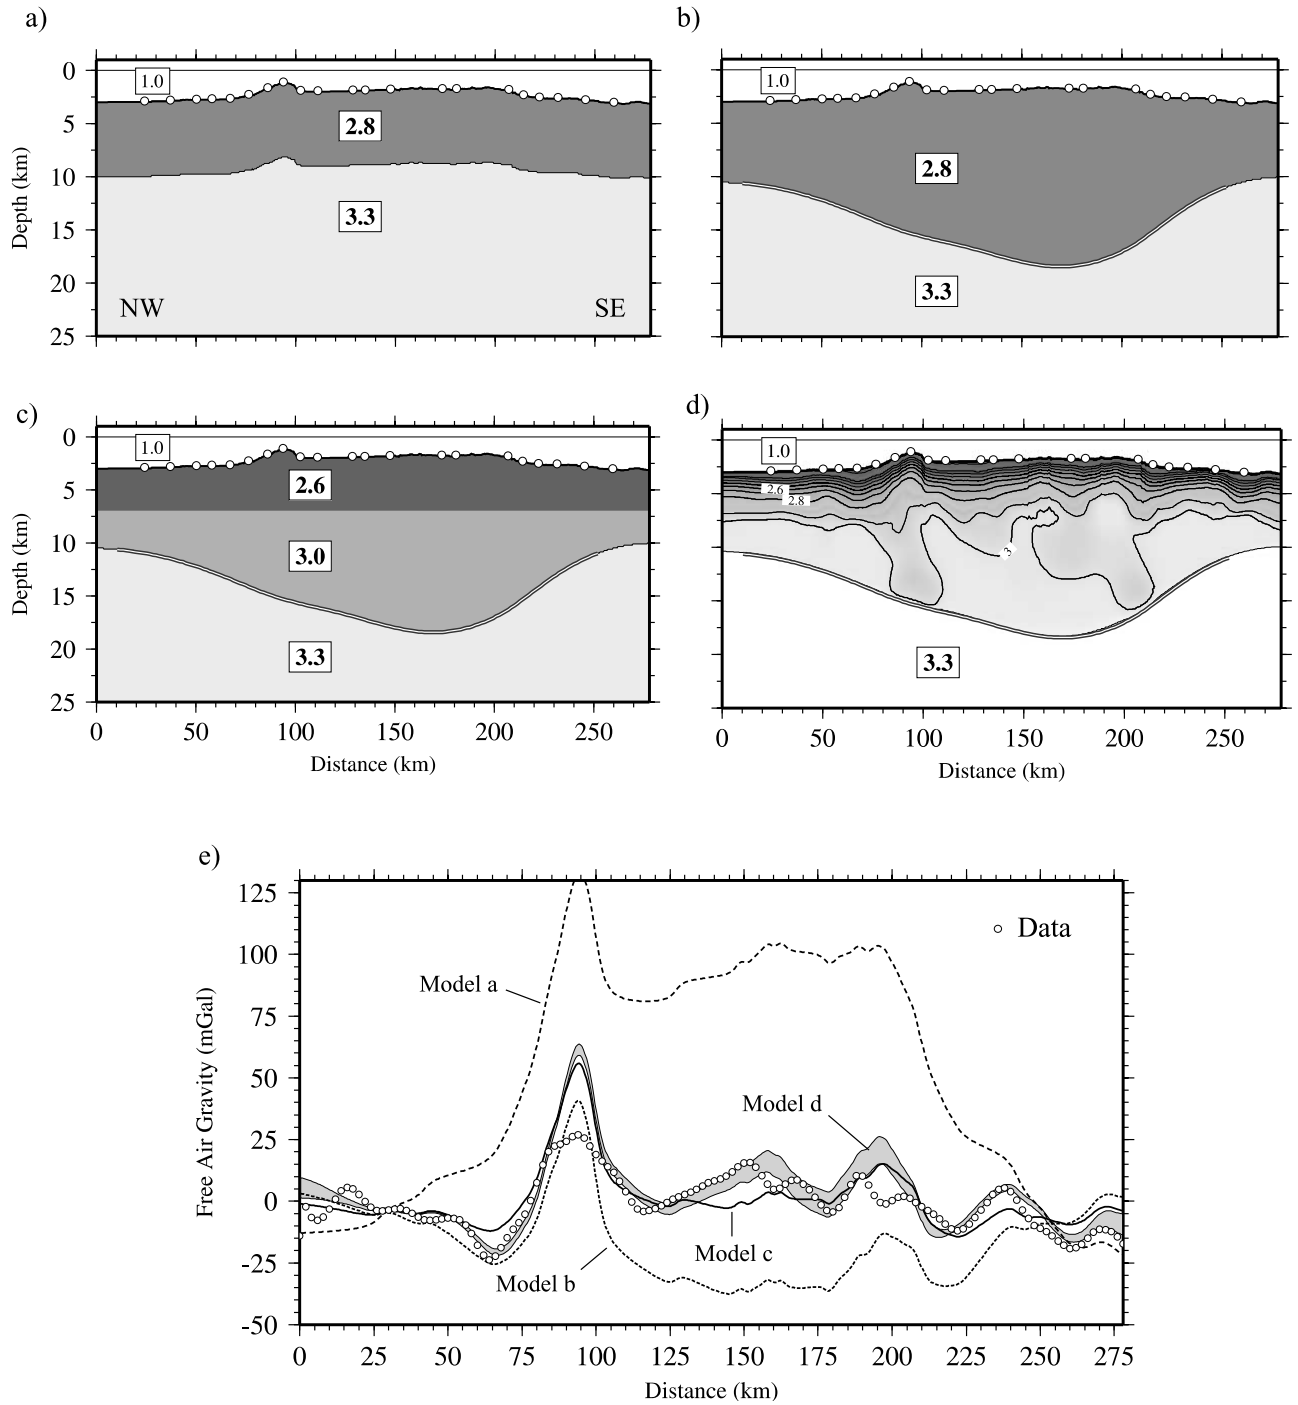 a)
b)
0
5
10
15
20
25
Depth (km)
1.0
2.8
3.3
NW
SE
1.0
2.8
3.3
c)
d)
0
5
10
15
20
25
Depth (km)
1.0
2.6
3.0
3.3
0 50 100 150 200 250
Distance (km)
1.0
2.6
2.8
3
3.3
0 50 100 150 200 250
Distance (km)
e)
125
100
75
50
25
0
-25
-50
Free Air Gravity (mGal)
Data
Model a
Model d
Model c
Model b
0 25 50 75 100 125 150 175 200 225 250 275
Distance (km)